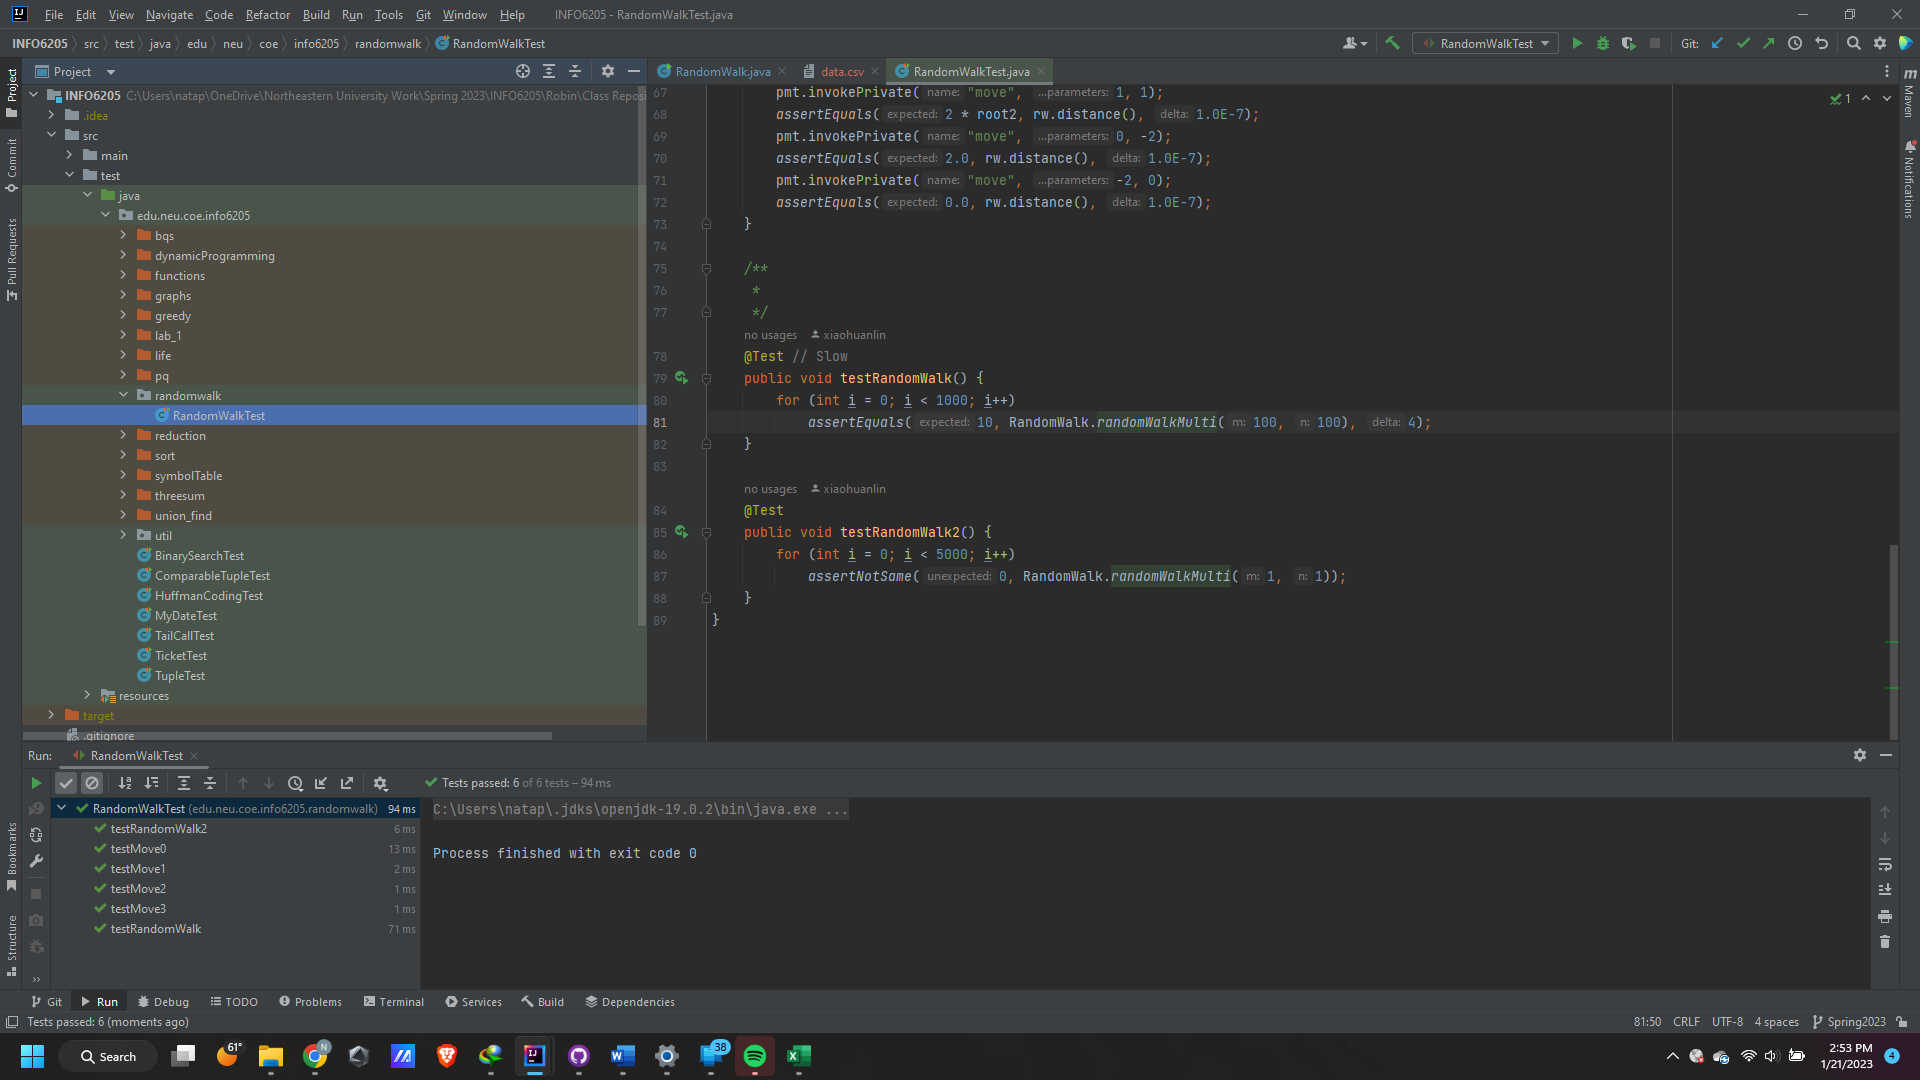 File Edit View Navigate Code Refactor Build Run Tools Git Window Help INFO6205 - RandomWalkTest.java
INFO6205 src test java edu neu coe info6205 randomwalk RandomWalkTest
RandomWalkTest Git:
Project
RandomWalk.java data.csv RandomWalkTest.java
INFO6205 C:\Users\natap\OneDrive\Northeastern University Work\Spring 2023\INFO6205\Robin\Class Reposi
.idea
src
main
test
java
edu.neu.coe.info6205
bqs
dynamicProgramming
functions
graphs
greedy
lab_1
life
pq
randomwalk
RandomWalkTest
reduction
sort
symbolTable
threesum
union_find
util
BinarySearchTest
ComparableTupleTest
HuffmanCodingTest
MyDateTest
TailCallTest
TicketTest
TupleTest
resources
target
.gitignore
Project
Commit
Pull Requests
Bookmarks
Structure
67 pmt.invokePrivate( name: "move", ...parameters: 1, 1);
68 assertEquals( expected: 2 * root2, rw.distance(), delta: 1.0E-7);
69 pmt.invokePrivate( name: "move", ...parameters: 0, -2);
70 assertEquals( expected: 2.0, rw.distance(), delta: 1.0E-7);
71 pmt.invokePrivate( name: "move", ...parameters: -2, 0);
72 assertEquals( expected: 0.0, rw.distance(), delta: 1.0E-7);
73 }
74
75 /**
76 *
77 */
no usages xiaohuanlin
78 @Test // Slow
79 public void testRandomWalk() {
80 for (int i = 0; i < 1000; i++)
81 assertEquals( expected: 10, RandomWalk.randomWalkMulti( m: 100, n: 100), delta: 4);
82 }
83
no usages xiaohuanlin
84 @Test
85 public void testRandomWalk2() {
86 for (int i = 0; i < 5000; i++)
87 assertNotSame( unexpected: 0, RandomWalk.randomWalkMulti( m: 1, n: 1));
88 }
89 }
1
m
Maven
Notifications
Run: RandomWalkTest
Tests passed: 6 of 6 tests – 94 ms
RandomWalkTest (edu.neu.coe.info6205.randomwalk) 94 ms
testRandomWalk2 6 ms
testMove0 13 ms
testMove1 2 ms
testMove2 1 ms
testMove3 1 ms
testRandomWalk 71 ms
C:\Users\natap\.jdks\openjdk-19.0.2\bin\java.exe ...
Process finished with exit code 0
Git Run Debug TODO Problems Terminal Services Build Dependencies
Tests passed: 6 (moments ago) 81:50 CRLF UTF-8 4 spaces Spring2023
Search 61° N 38 2:53 PM
1/21/2023 4